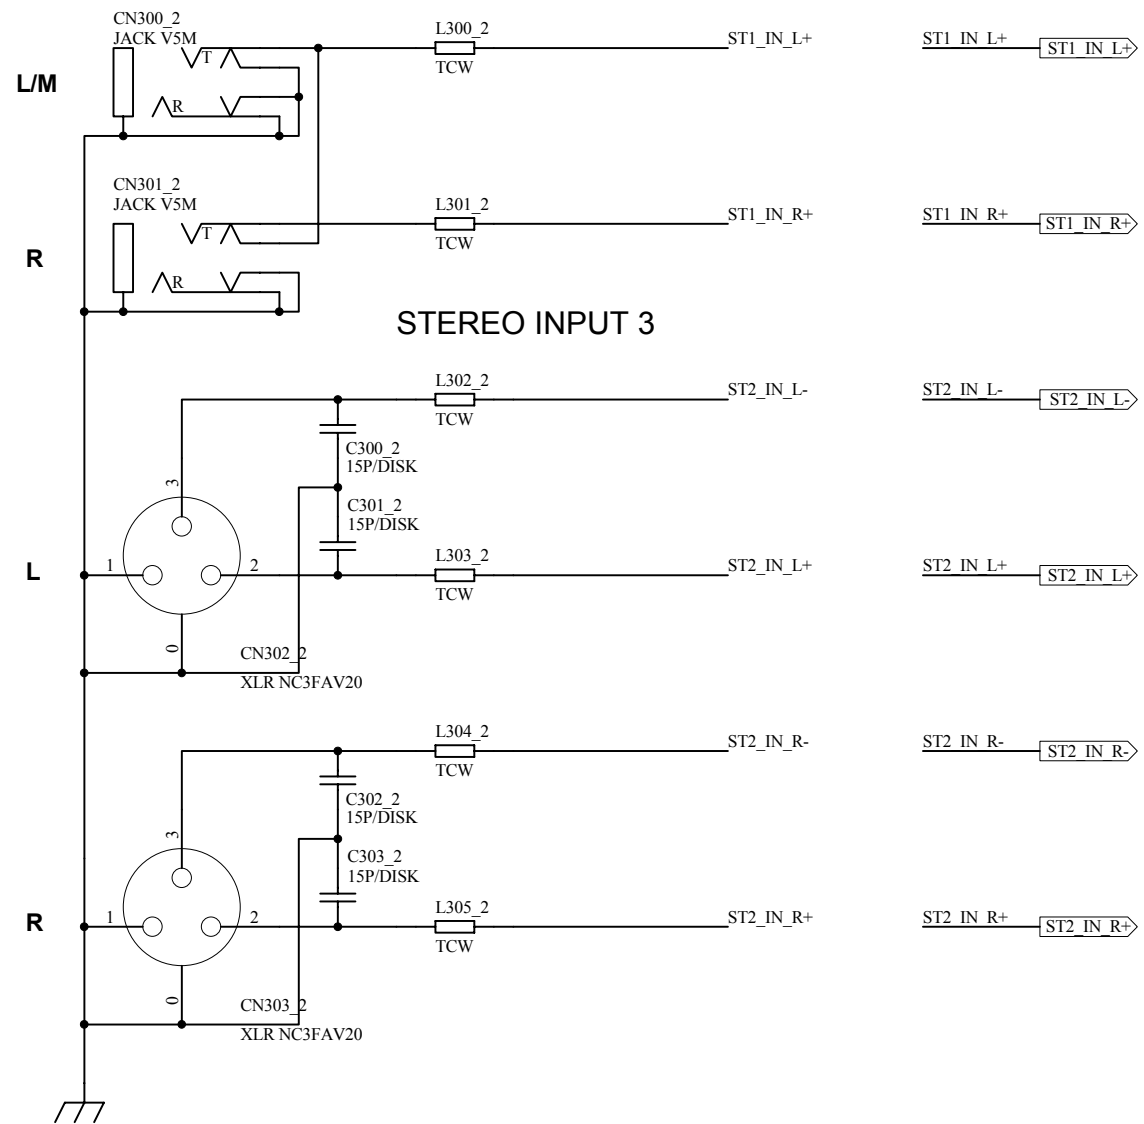 CN300_2
JACK V5M
L/M
T
R
L300_2
TCW
ST1_IN_L+
ST1_IN_L+
ST1_IN_L+
CN301_2
JACK V5M
R
T
R
L301_2
TCW
ST1_IN_R+
ST1_IN_R+
ST1_IN_R+
STEREO INPUT 3
L302_2
TCW
ST2_IN_L-
ST2_IN_L-
ST2_IN_L-
C300_2
15P/DISK
C301_2
15P/DISK
3
L
1
2
0
L303_2
TCW
ST2_IN_L+
ST2_IN_L+
ST2_IN_L+
CN302_2
XLR NC3FAV20
L304_2
TCW
ST2_IN_R-
ST2_IN_R-
ST2_IN_R-
C302_2
15P/DISK
C303_2
15P/DISK
3
R
1
2
0
L305_2
TCW
ST2_IN_R+
ST2_IN_R+
ST2_IN_R+
CN303_2
XLR NC3FAV20